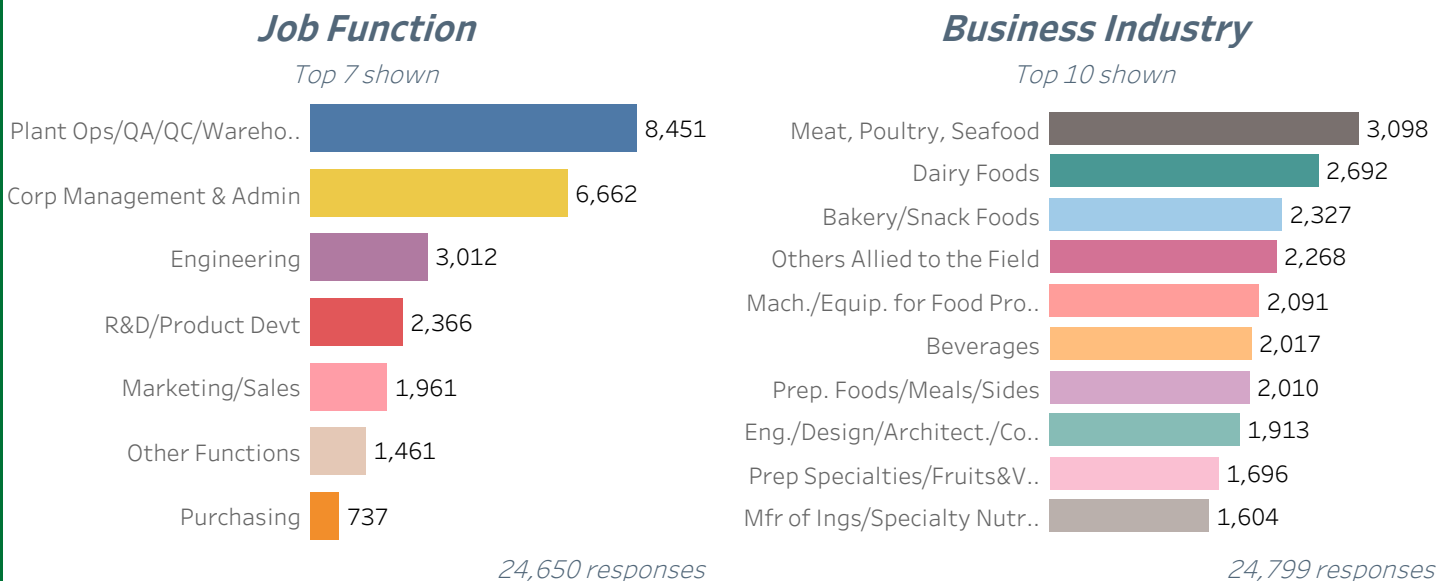 Job Function
Top 7 shown
Plant Ops/QA/QC/Wareho.. 8,451
Corp Management & Admin 6,662
Engineering 3,012
R&D/Product Devt 2,366
Marketing/Sales 1,961
Other Functions 1,461
Purchasing 737
24,650 responses
Business Industry
Top 10 shown
Meat, Poultry, Seafood 3,098
Dairy Foods 2,692
Bakery/Snack Foods 2,327
Others Allied to the Field 2,268
Mach./Equip. for Food Pro.. 2,091
Beverages 2,017
Prep. Foods/Meals/Sides 2,010
Eng./Design/Architect./Co.. 1,913
Prep Specialties/Fruits&V.. 1,696
Mfr of Ings/Specialty Nutr.. 1,604
24,799 responses